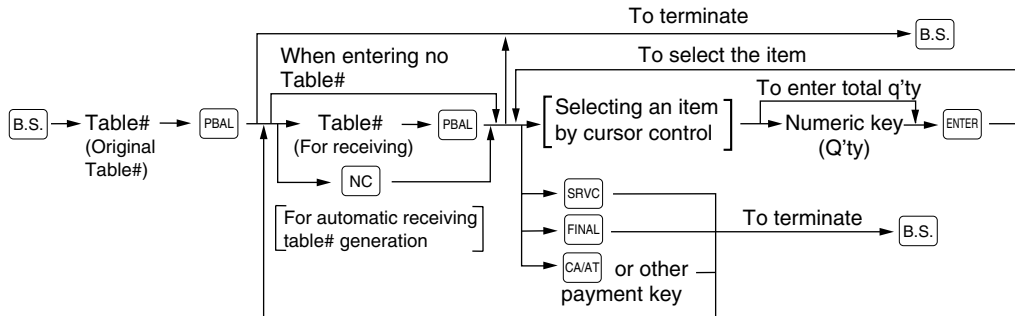 To terminate
B.S.
When entering no
Table#
To select the item
B.S.
Table#
(Original
Table#)
PBAL
Table#
(For receiving)
PBAL
Selecting an item
by cursor control
To enter total q'ty
Numeric key
(Q'ty)
ENTER
NC
For automatic receiving
table# generation
SRVC
FINAL
To terminate
B.S.
CA/AT or other
payment key